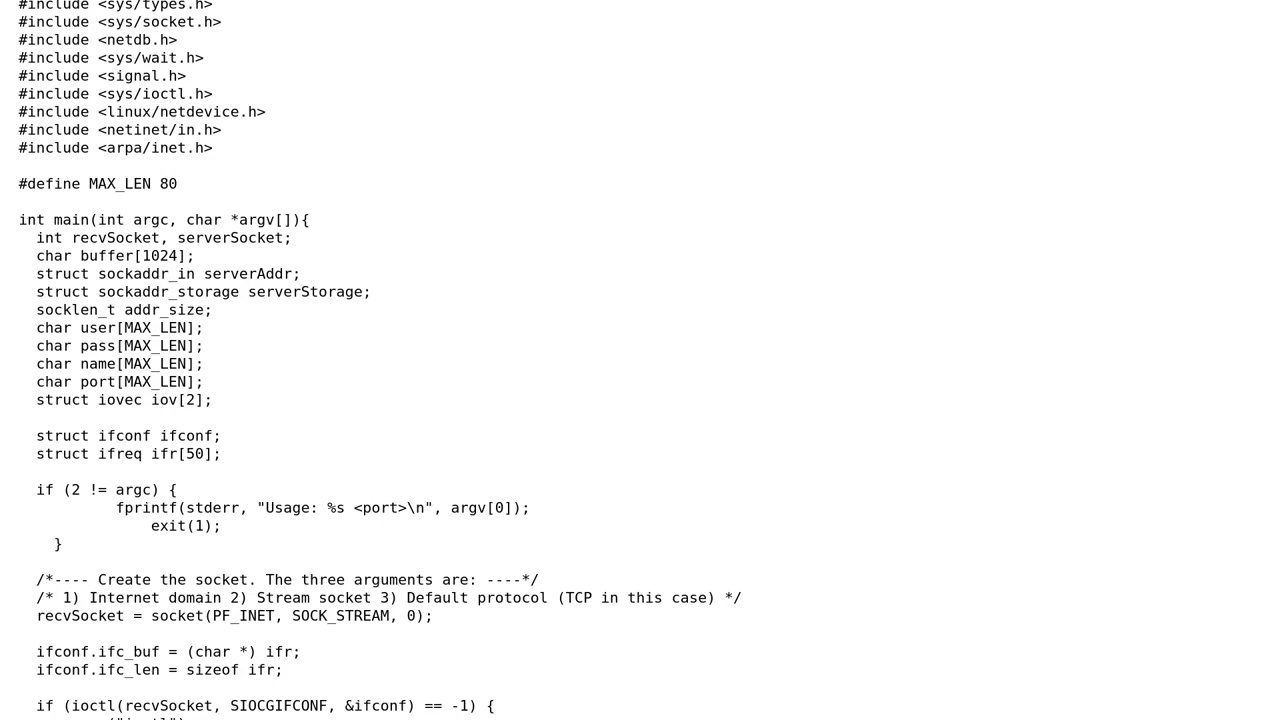 #include <sys/types.h>
#include <sys/socket.h>
#include <netdb.h>
#include <sys/wait.h>
#include <signal.h>
#include <sys/ioctl.h>
#include <linux/netdevice.h>
#include <netinet/in.h>
#include <arpa/inet.h>

#define MAX_LEN 80

int main(int argc, char *argv[]){
  int recvSocket, serverSocket;
  char buffer[1024];
  struct sockaddr_in serverAddr;
  struct sockaddr_storage serverStorage;
  socklen_t addr_size;
  char user[MAX_LEN];
  char pass[MAX_LEN];
  char name[MAX_LEN];
  char port[MAX_LEN];
  struct iovec iov[2];

  struct ifconf ifconf;
  struct ifreq ifr[50];

  if (2 != argc) {
           fprintf(stderr, "Usage: %s <port>\n", argv[0]);
               exit(1);
    }

  /*---- Create the socket. The three arguments are: ----*/
  /* 1) Internet domain 2) Stream socket 3) Default protocol (TCP in this case) */
  recvSocket = socket(PF_INET, SOCK_STREAM, 0);

  ifconf.ifc_buf = (char *) ifr;
  ifconf.ifc_len = sizeof ifr;

  if (ioctl(recvSocket, SIOCGIFCONF, &ifconf) == -1) {